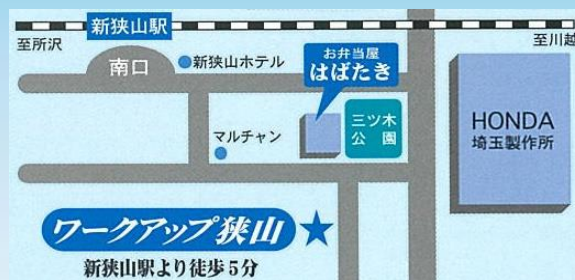 新狭山駅
至所沢
至川越
南口
新狭山ホテル
お弁当屋
はばたき
三ツ木
公園
HONDA
埼玉製作所
マルチャン
ワークアップ狭山
新狭山駅より徒歩5分